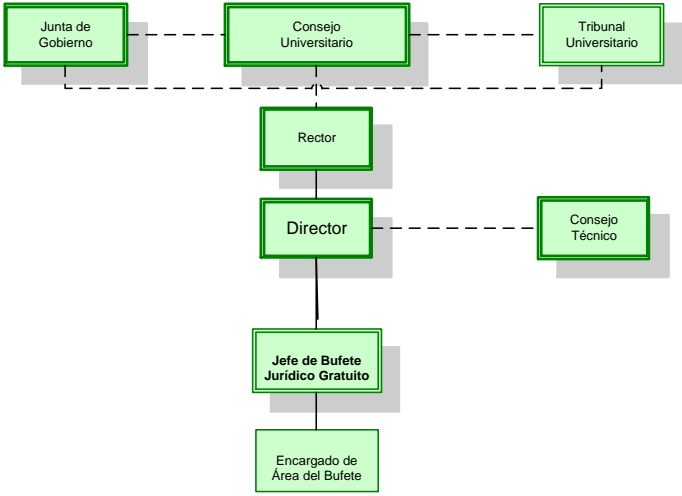 Junta de
Gobierno
Consejo
Universitario
Tribunal
Universitario
Rector
Director
Consejo
Técnico
Jefe de Bufete
Jurídico Gratuito
Encargado de
Área del Bufete